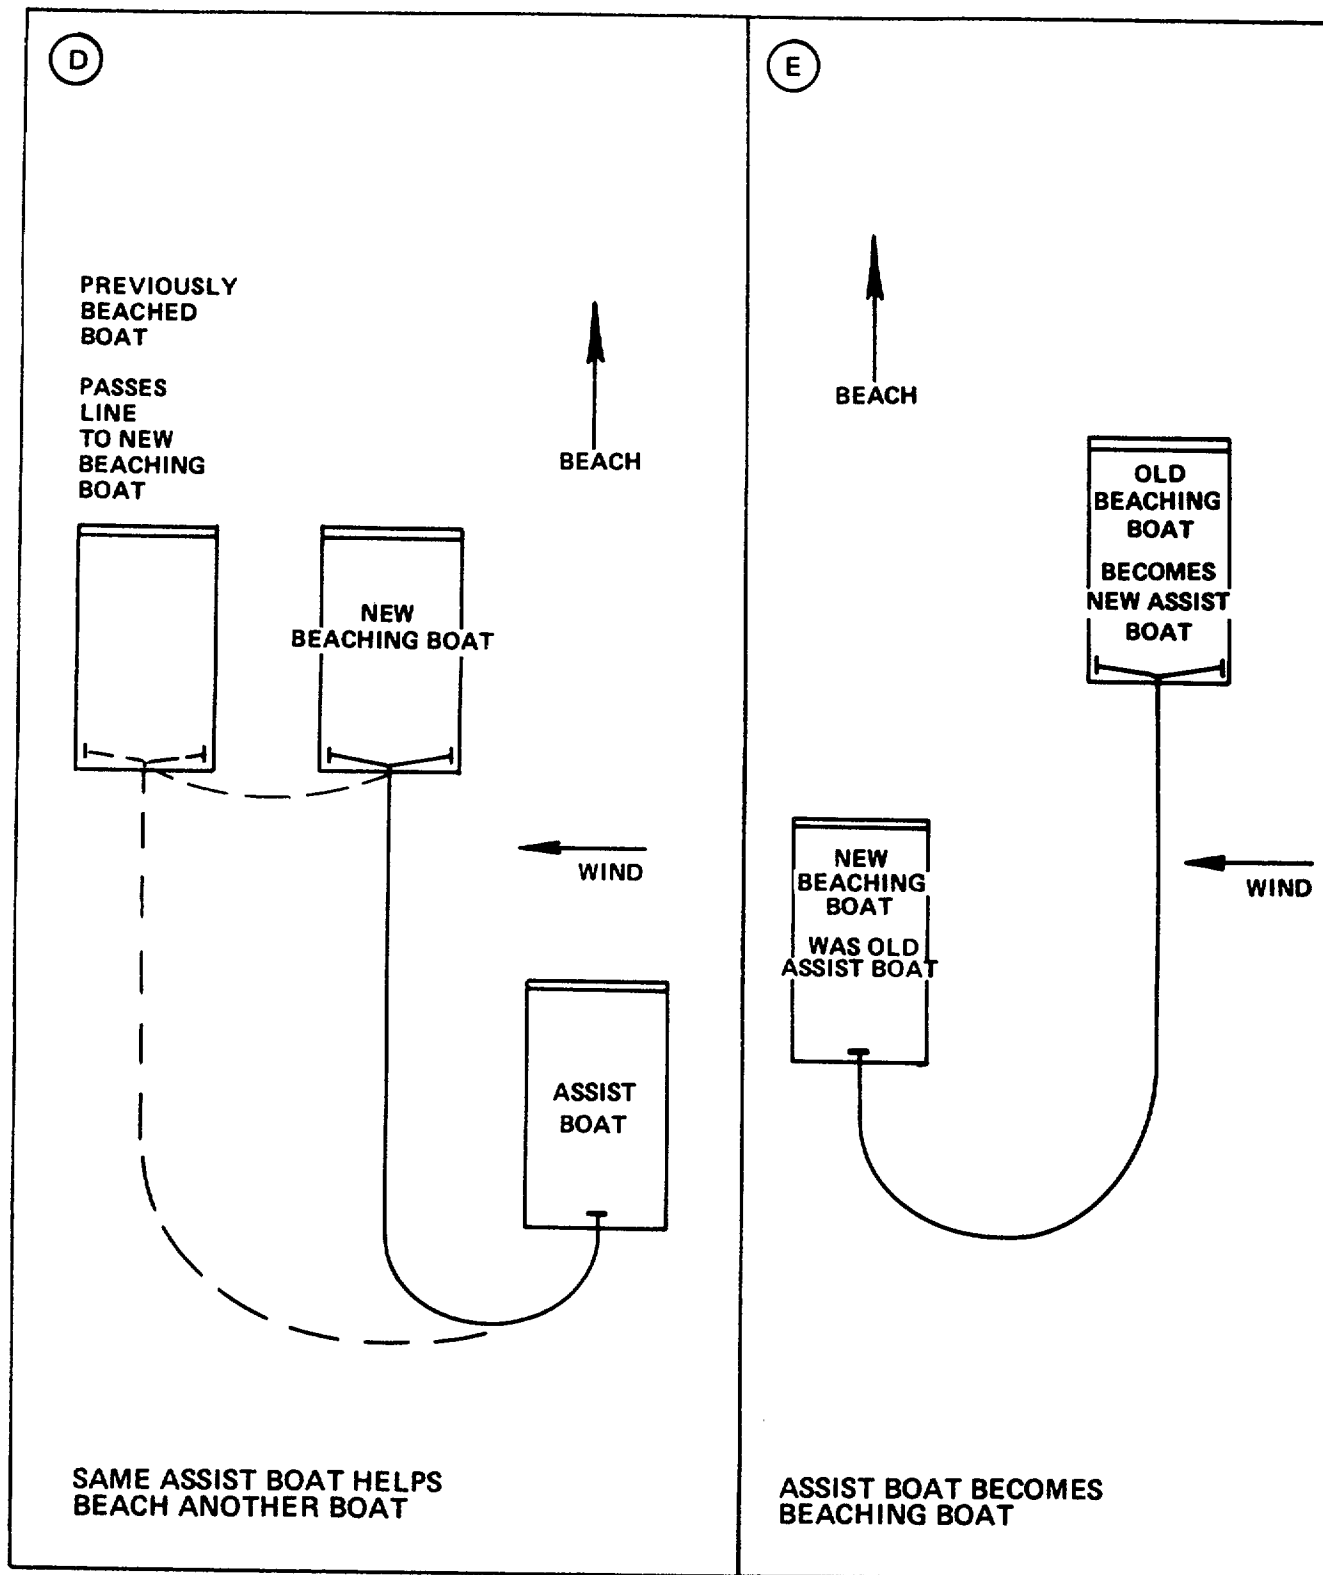 D
PREVIOUSLY
BEACHED
BOAT
PASSES
LINE
TO NEW
BEACHING
BOAT
BEACH
NEW
BEACHING BOAT
WIND
ASSIST
BOAT
SAME ASSIST BOAT HELPS
BEACH ANOTHER BOAT
E
BEACH
OLD
BEACHING
BOAT
BECOMES
NEW ASSIST
BOAT
WIND
NEW
BEACHING
BOAT
WAS OLD
ASSIST BOAT
ASSIST BOAT BECOMES
BEACHING BOAT